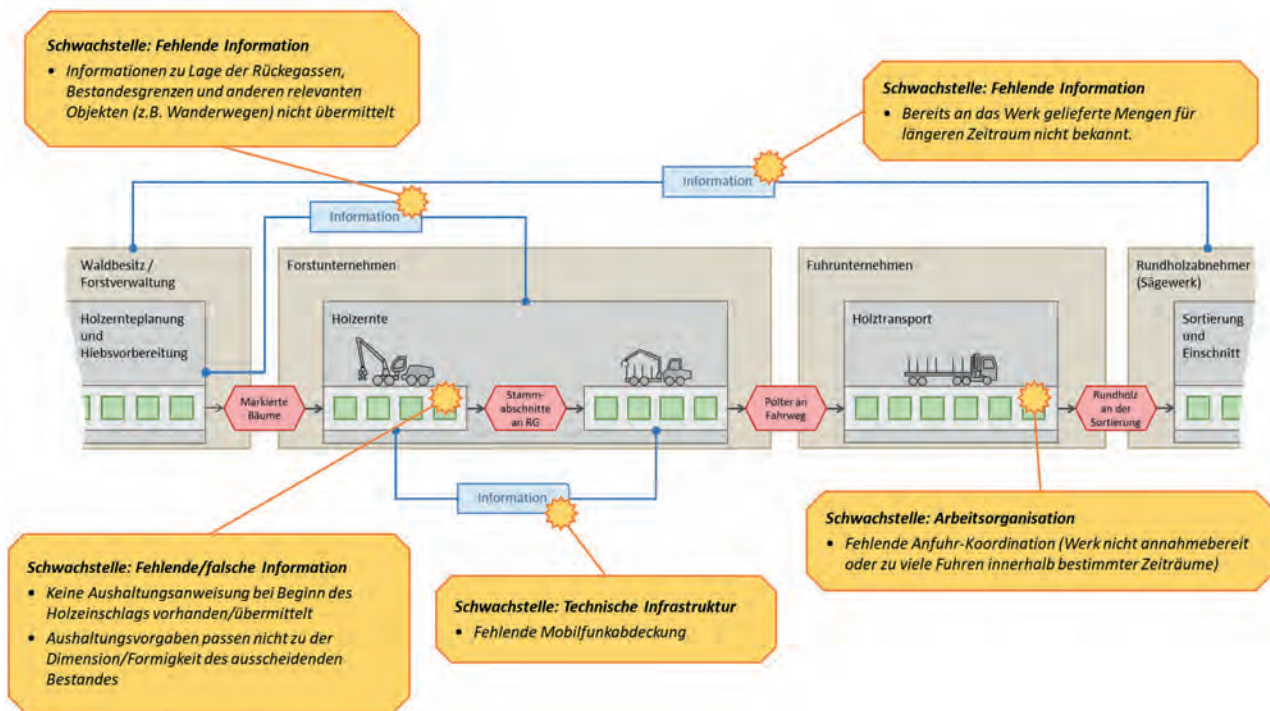 Schwachstelle: Fehlende Information
• Informationen zu Lage der Rückegassen,
Bestandesgrenzen und anderen relevanten
Objekten (z.B. Wanderwegen) nicht übermittelt
Schwachstelle: Fehlende Information
• Bereits an das Werk gelieferte Mengen für
längeren Zeitraum nicht bekannt.
Information
Information
Waldbesitz /
Forstverwaltung
Forstunternehmen
Fuhrunternehmen
Rundholzabnehmer
(Sägewerk)
Holzernteplanung
und
Hiebsvorbereitung
Holzernte
Holztransport
Sortierung
und
Einschnitt
Markierte
Bäume
Stamm-
abschnitte
an RG
Polter an
Fahrweg
Rundholz
an der
Sortierung
Information
Schwachstelle: Fehlende/falsche Information
• Keine Aushaltungsanweisung bei Beginn des
Holzeinschlags vorhanden/übermittelt
• Aushaltungsvorgaben passen nicht zu der
Dimension/Formigkeit des ausscheidenden
Bestandes
Schwachstelle: Technische Infrastruktur
• Fehlende Mobilfunkabdeckung
Schwachstelle: Arbeitsorganisation
• Fehlende Anfuhr-Koordination (Werk nicht annahmebereit
oder zu viele Fuhren innerhalb bestimmter Zeiträume)